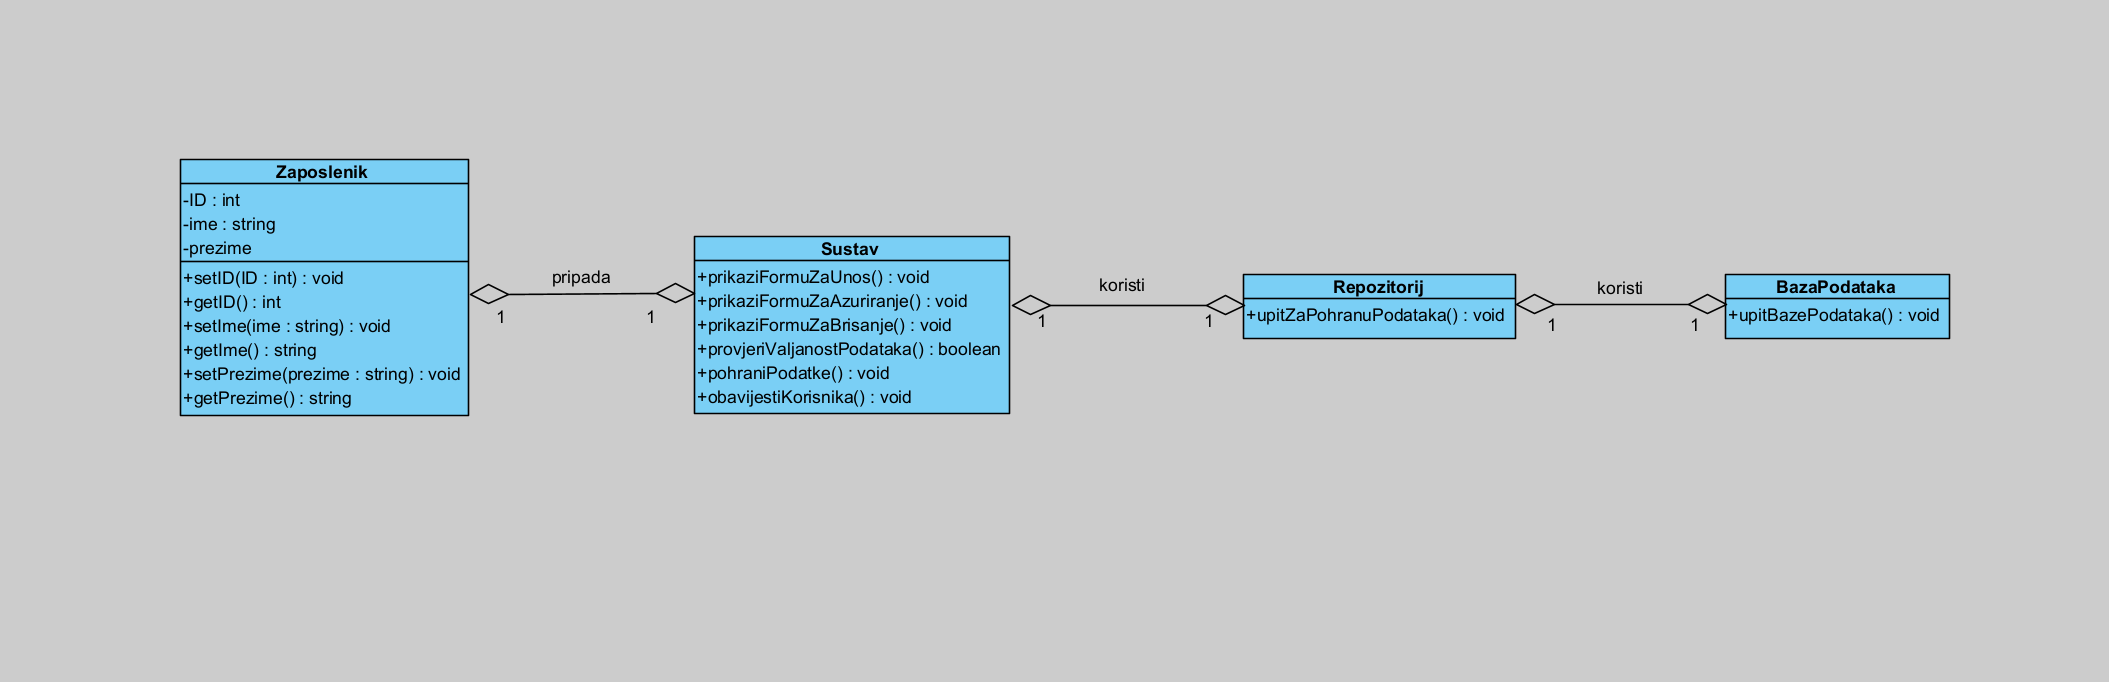 Zaposlenik
-ID : int
-ime : string
-prezime
+setID(ID : int) : void
+getID() : int
+setIme(ime : string) : void
+getIme() : string
+setPrezime(prezime : string) : void
+getPrezime() : string
pripada
1
1
Sustav
+prikaziFormuZaUnos() : void
+prikaziFormuZaAzuriranje() : void
+prikaziFormuZaBrisanje() : void
+provjeriValjanostPodataka() : boolean
+pohraniPodatke() : void
+obavijestiKorisnika() : void
koristi
1
1
Repozitorij
+upitZaPohranuPodataka() : void
koristi
1
1
BazaPodataka
+upitBazePodataka() : void